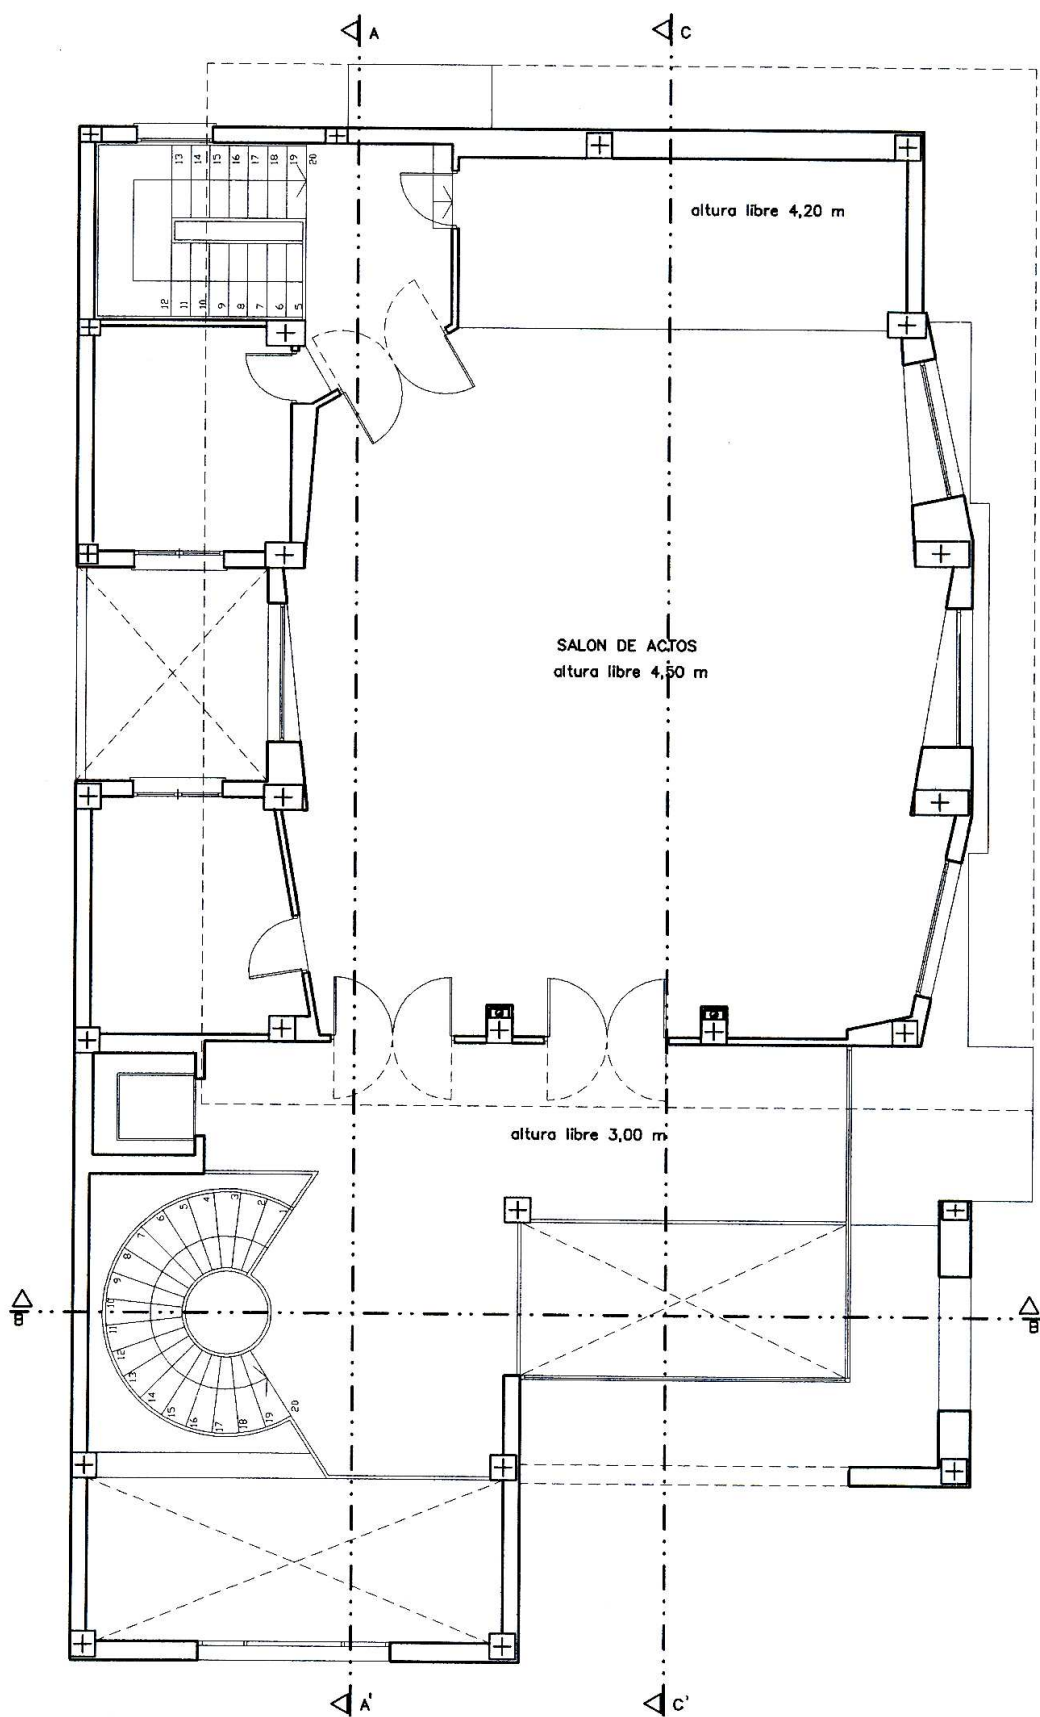 A
C
13 14 15 16 17 18 19 20
12 11 10 9 8 7 6 5
altura libre 4,20 m
SALON DE ACTOS
altura libre 4,50 m
altura libre 3,00 m
1
2
3
4
5
6
7
8
9
10
11
12
13
14
15
16
17
18
19
20
B
B
A'
C'